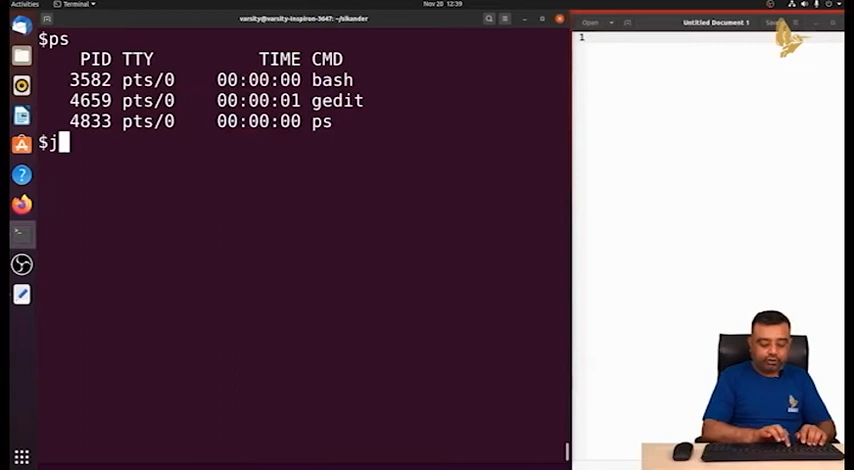 Activities
Terminal
Nov 20 12:39
varsity@varsity-Inspiron-3647: ~/sikander
Open
Untitled Document 1
$ps
PID TTY TIME CMD
3582 pts/0 00:00:00 bash
4659 pts/0 00:00:01 gedit
4833 pts/0 00:00:00 ps
$j
1